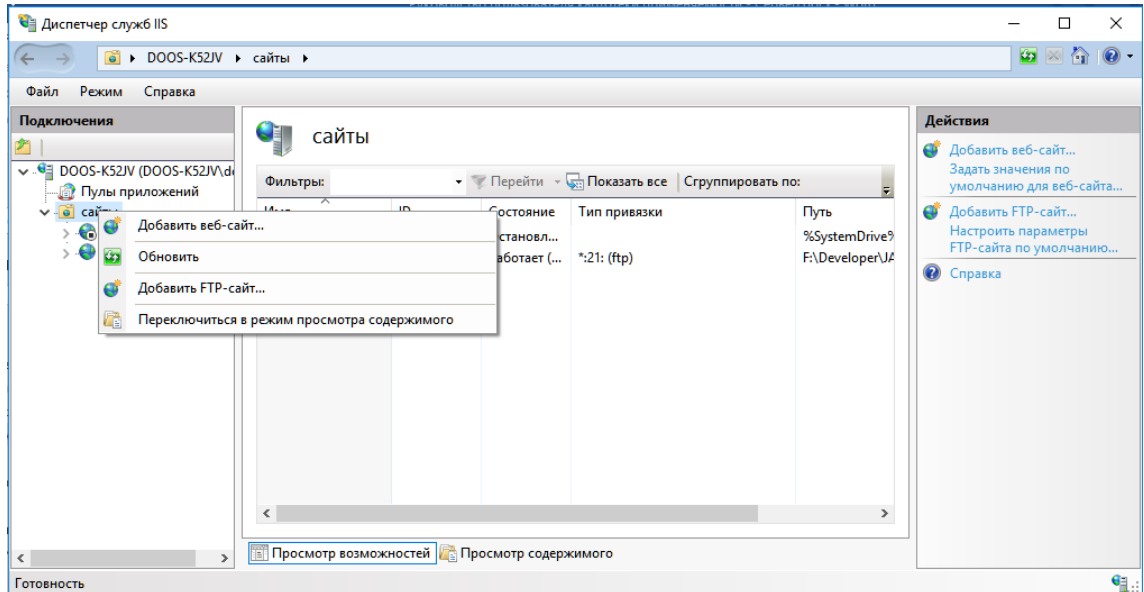 Диспетчер служб IIS
DOOS-K52JV сайты
Файл Режим Справка
Подключения
DOOS-K52JV (DOOS-K52JV\d
Пулы приложений
сайты
Добавить веб-сайт...
Обновить
Добавить FTP-сайт...
Переключиться в режим просмотра содержимого
сайты
Фильтры: Перейти Показать все Сгруппировать по:
ID Состояние Тип привязки Путь
становл... %SystemDrive%
аботает (... *:21: (ftp) F:\Developer\JA
Просмотр возможностей Просмотр содержимого
Действия
Добавить веб-сайт...
Задать значения по
умолчанию для веб-сайта...
Добавить FTP-сайт...
Настроить параметры
FTP-сайта по умолчанию...
Справка
Готовность